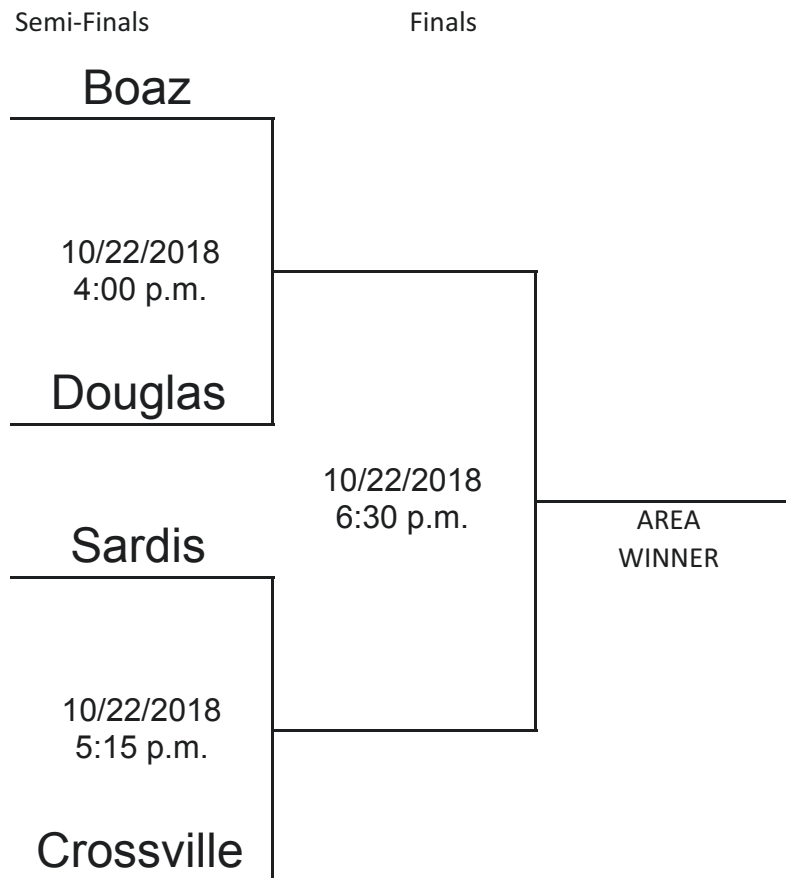 Semi-Finals
Finals
Boaz
10/22/2018
4:00 p.m.
Douglas
10/22/2018
6:30 p.m.
AREA
WINNER
Sardis
10/22/2018
5:15 p.m.
Crossville